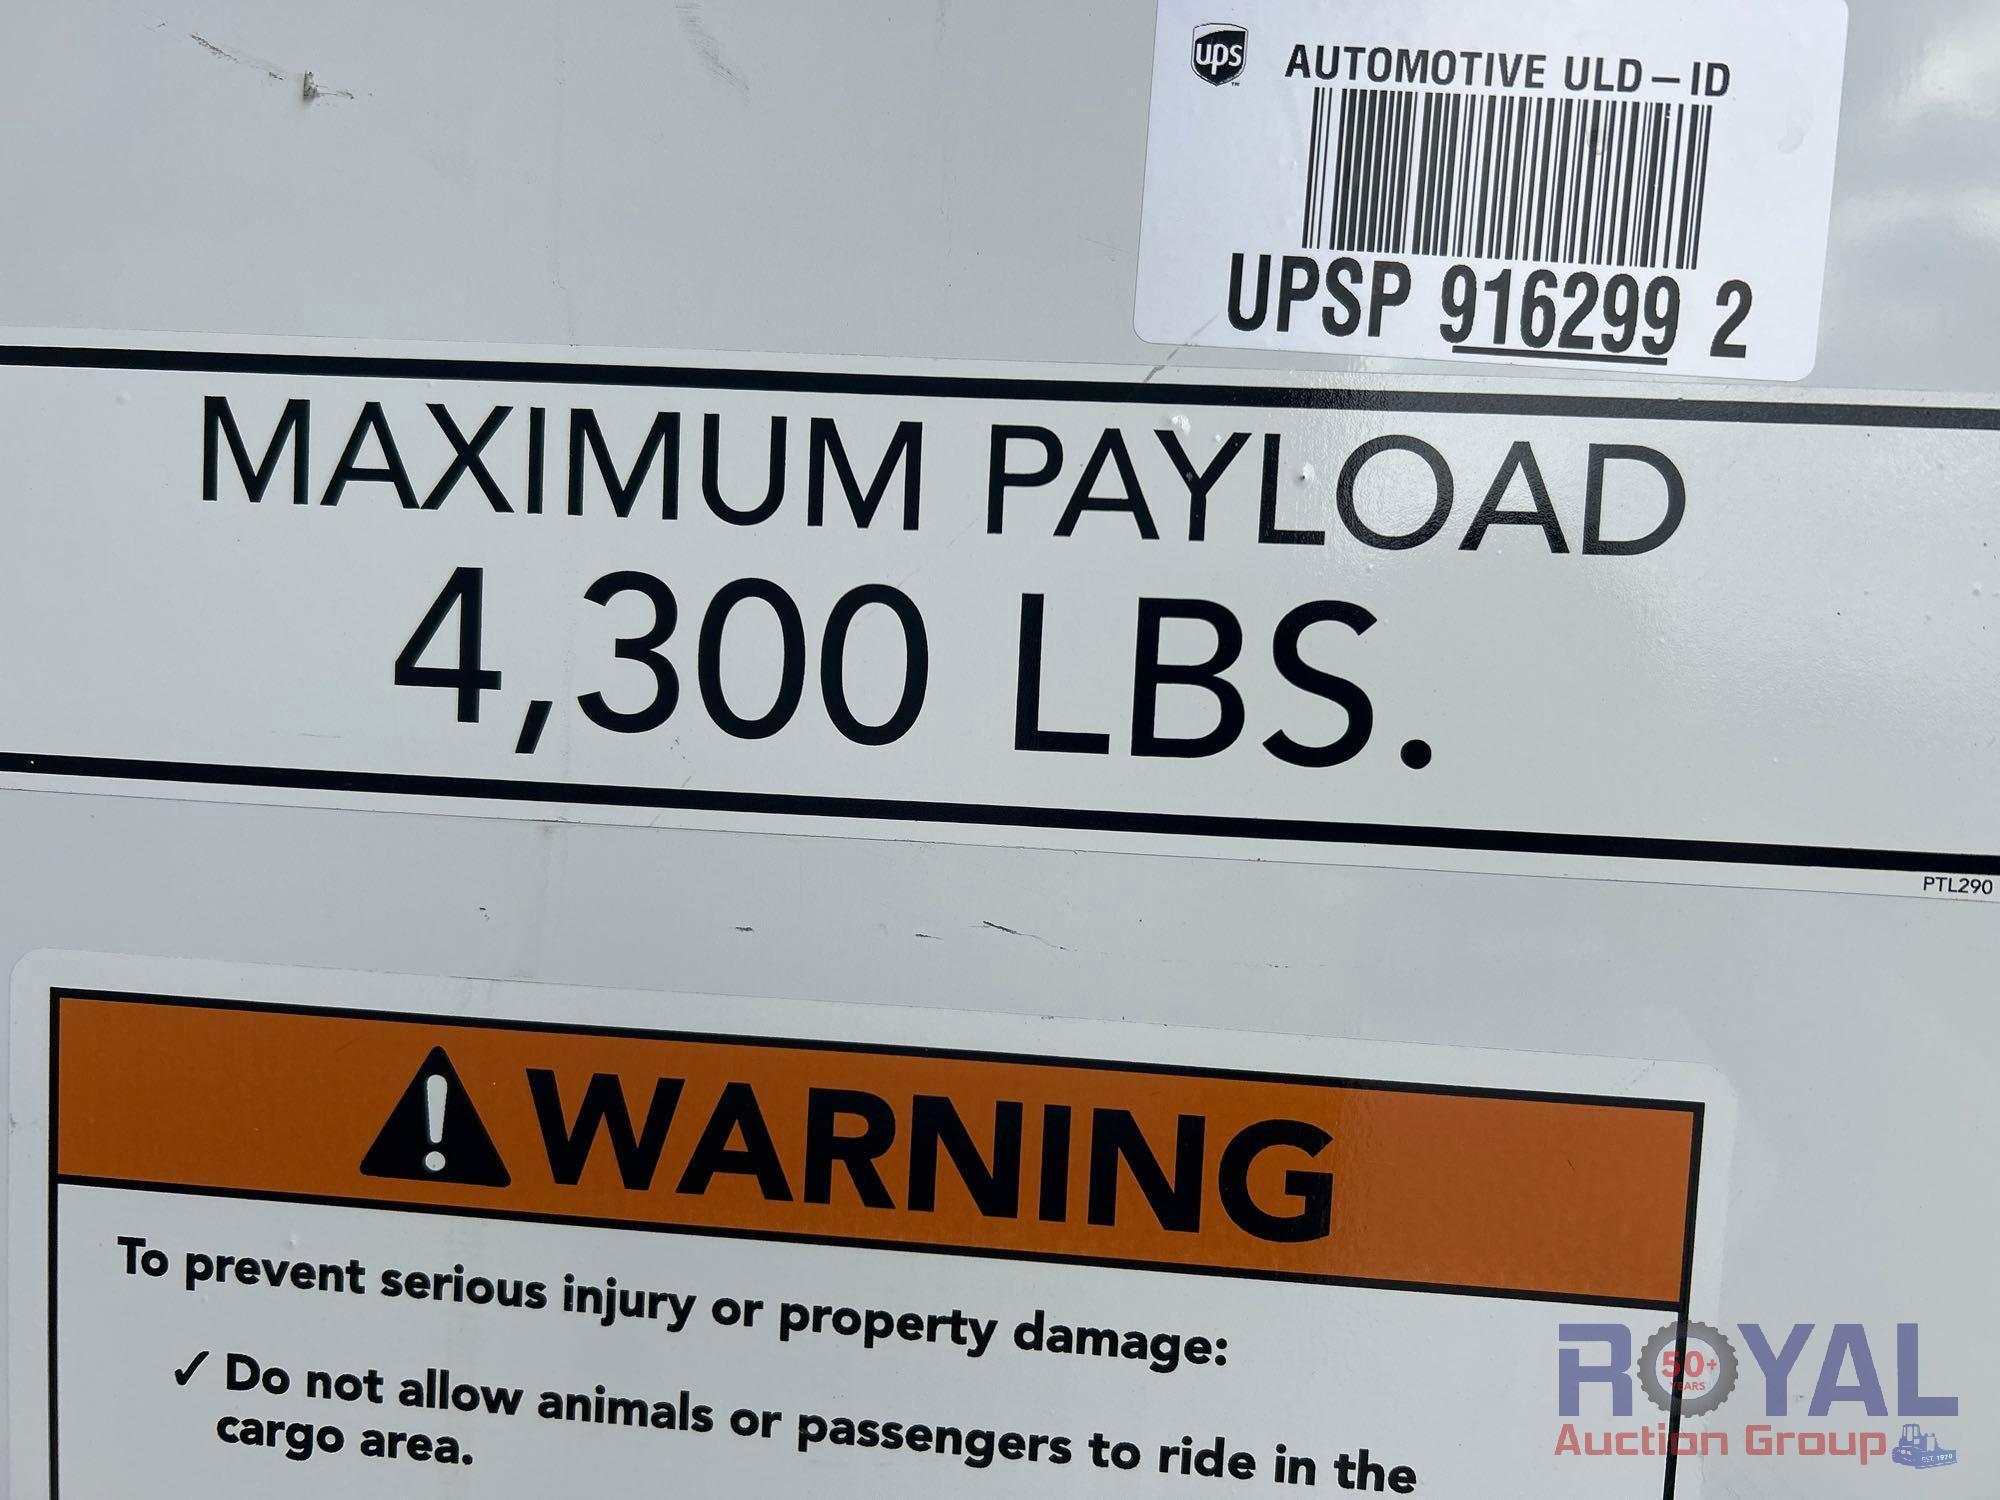 ups
AUTOMOTIVE ULD – ID
UPSP 916299 2
MAXIMUM PAYLOAD
4,300 LBS.
PTL290
WARNING
To prevent serious injury or property damage:
✓ Do not allow animals or passengers to ride in the
cargo area.
ROYAL
50+
YEARS
Auction Group
EST. 1970